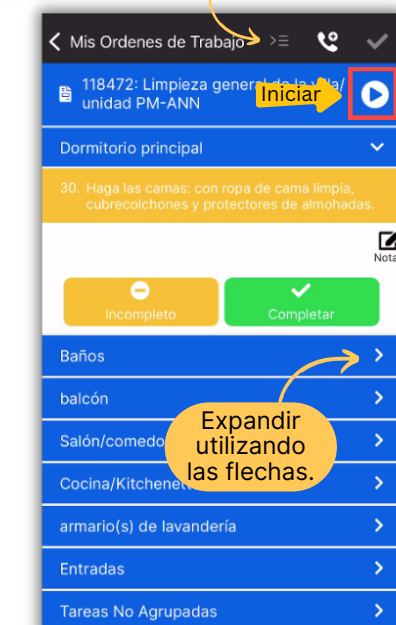 Mis Ordenes de Trabajo
118472: Limpieza general de la villa/
unidad PM-ANN
Iniciar
Dormitorio principal
30. Haga las camas: con ropa de cama limpia,
cubrecolchones y protectores de almohadas.
Nota
Incompleto
Completar
Baños
balcón
Expandir
utilizando
las flechas.
Salón/comedo
Cocina/Kitchenet
armario(s) de lavandería
Entradas
Tareas No Agrupadas